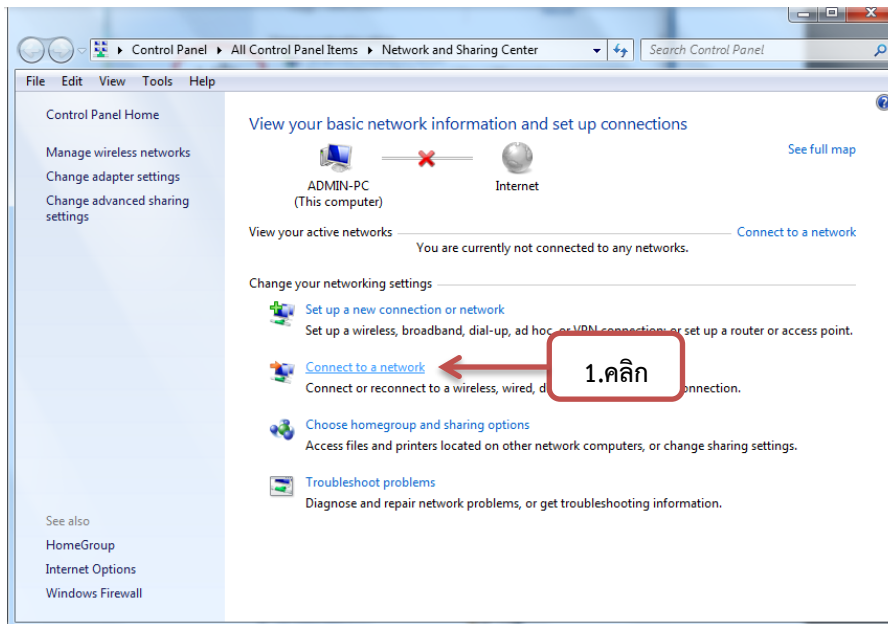 Control Panel ▸ All Control Panel Items ▸ Network and Sharing Center
Search Control Panel
File Edit View Tools Help
Control Panel Home
Manage wireless networks
Change adapter settings
Change advanced sharing
settings
See also
HomeGroup
Internet Options
Windows Firewall
View your basic network information and set up connections
See full map
ADMIN-PC
(This computer)
Internet
View your active networks
Connect to a network
You are currently not connected to any networks.
Change your networking settings
Set up a new connection or network
Set up a wireless, broadband, dial-up, ad hoc, or VPN connection; or set up a router or access point.
Connect to a network
1.คลิก
Connect or reconnect to a wireless, wired, onnection.
Choose homegroup and sharing options
Access files and printers located on other network computers, or change sharing settings.
Troubleshoot problems
Diagnose and repair network problems, or get troubleshooting information.